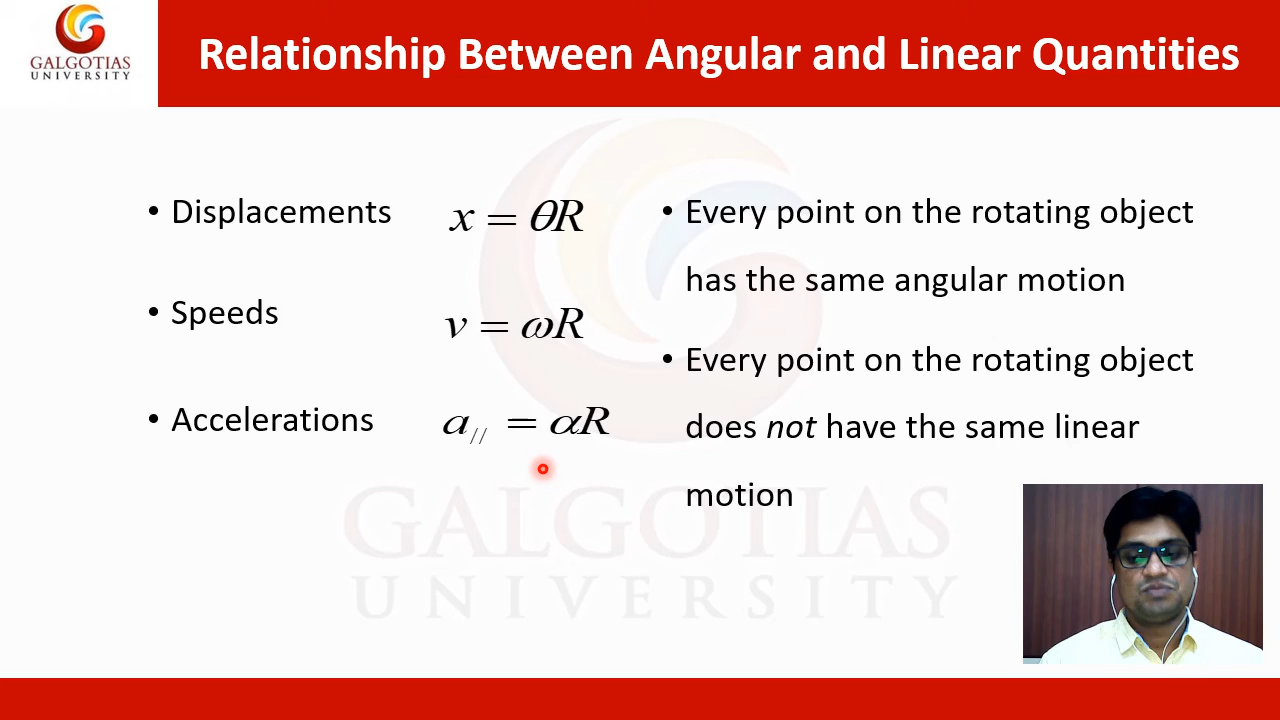 GALGOTIAS
UNIVERSITY
Relationship Between Angular and Linear Quantities
• Displacements x = θR
• Speeds v = ωR
• Accelerations a// = αR
• Every point on the rotating object
has the same angular motion
• Every point on the rotating object
does not have the same linear
motion
GALGOTIAS
UNIVERSITY